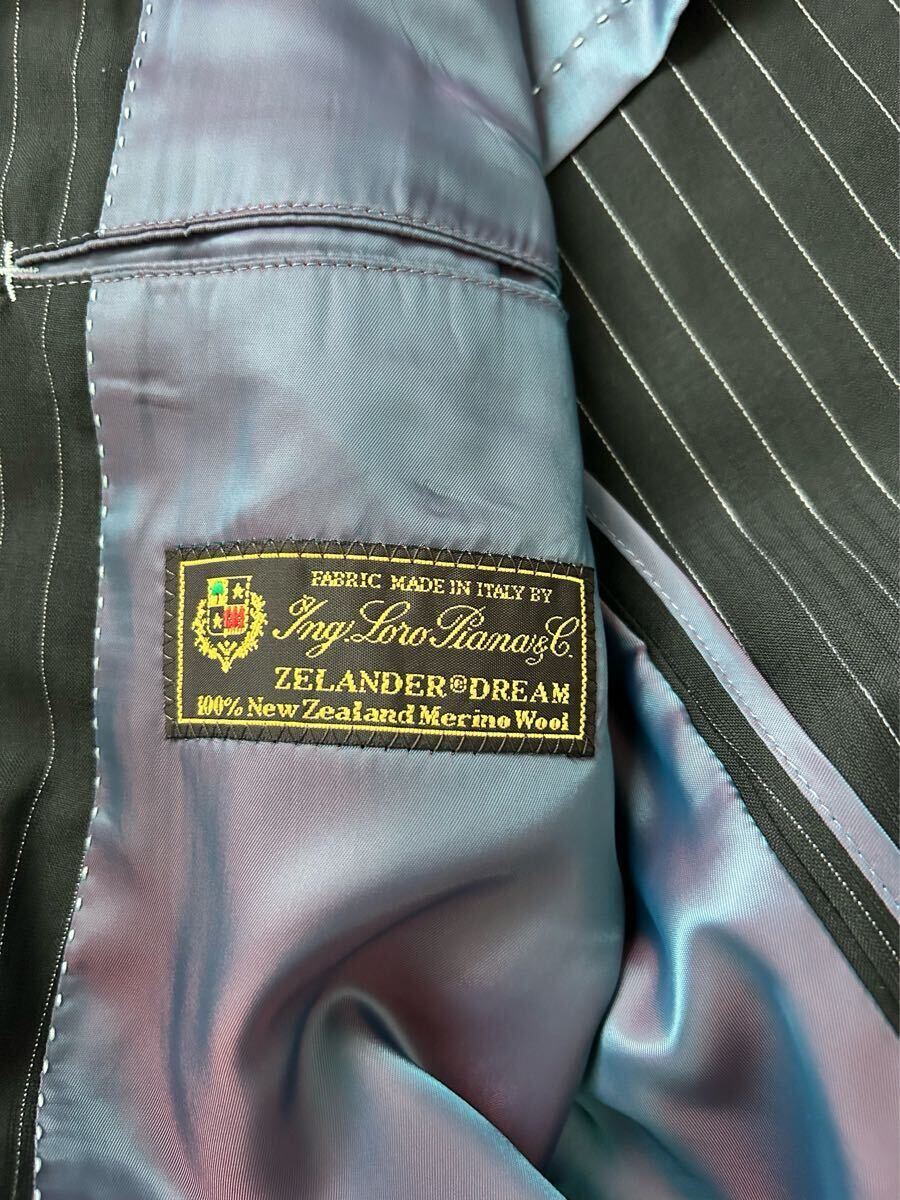 FABRIC MADE IN ITALY BY
Ing. Loro Piana & C.
ZELANDER®DREAM
100% New Zealand Merino Wool